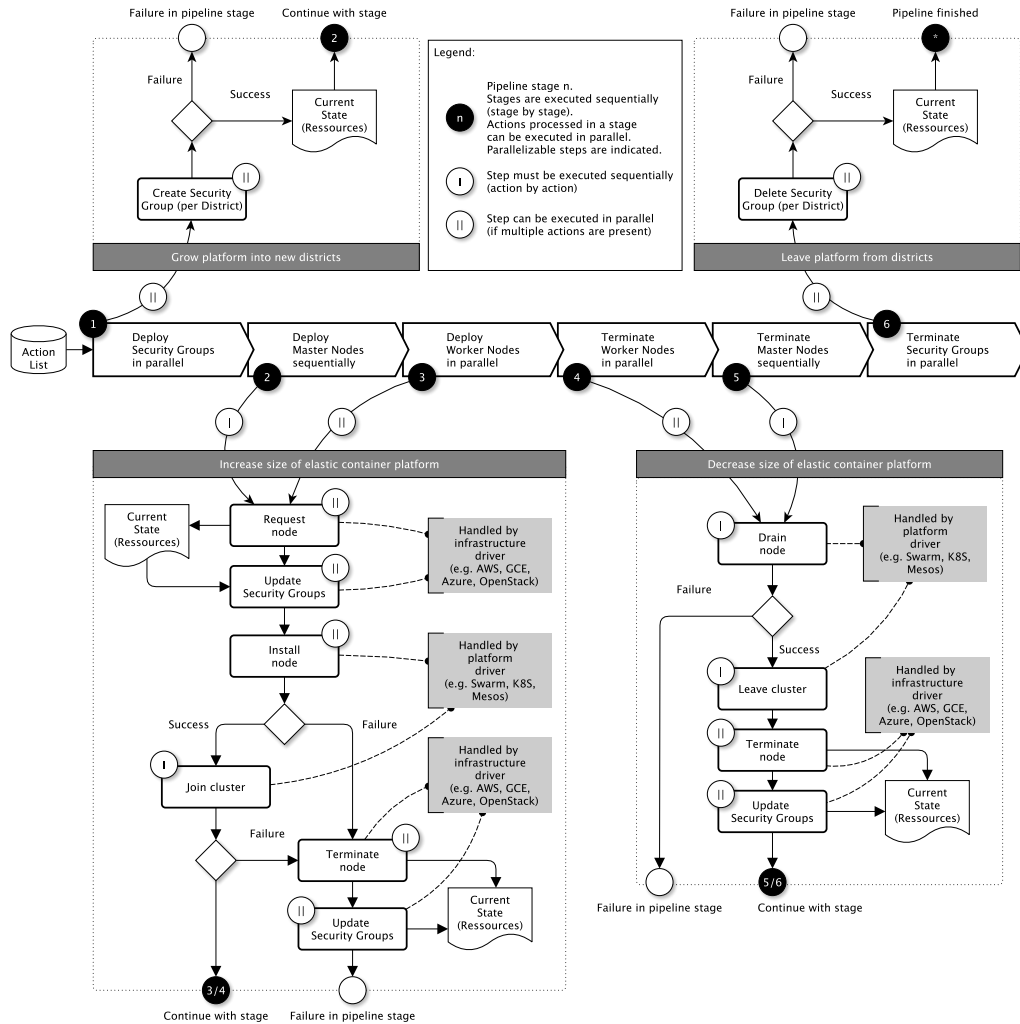 Failure in pipeline stage
Continue with stage
2
Failure
Success
Current
State
(Ressources)
Create Security
Group (per District)
||
Grow platform into new districts
||
Legend:
n
Pipeline stage n.
Stages are executed sequentially
(stage by stage).
Actions processed in a stage
can be executed in parallel.
Parallelizable steps are indicated.
I
Step must be executed sequentially
(action by action)
||
Step can be executed in parallel
(if multiple actions are present)
Failure in pipeline stage
Pipeline finished
*
Failure
Success
Current
State
(Ressources)
Delete Security
Group (per District)
||
Leave platform from districts
||
Action
List
1
Deploy
Security Groups
in parallel
2
Deploy
Master Nodes
sequentially
3
Deploy
Worker Nodes
in parallel
4
Terminate
Worker Nodes
in parallel
5
Terminate
Master Nodes
sequentially
6
Terminate
Security Groups
in parallel
I
||
||
I
Increase size of elastic container platform
Current
State
(Ressources)
Request
node
||
Update
Security Groups
||
Handled by
infrastructure
driver
(e.g. AWS, GCE,
Azure, OpenStack)
Install
node
||
Handled by
platform
driver
(e.g. Swarm, K8S,
Mesos)
Success
Failure
I
Join cluster
Handled by
infrastructure
driver
(e.g. AWS, GCE,
Azure, OpenStack)
Failure
Terminate
node
||
||
Update
Security Groups
Current
State
(Ressources)
3/4
Continue with stage
Failure in pipeline stage
Decrease size of elastic container platform
I
Drain
node
Handled by
platform
driver
(e.g. Swarm, K8S,
Mesos)
Failure
Success
I
Leave cluster
Handled by
infrastructure
driver
(e.g. AWS, GCE,
Azure, OpenStack)
||
Terminate
node
||
Update
Security Groups
Current
State
(Ressources)
5/6
Failure in pipeline stage
Continue with stage